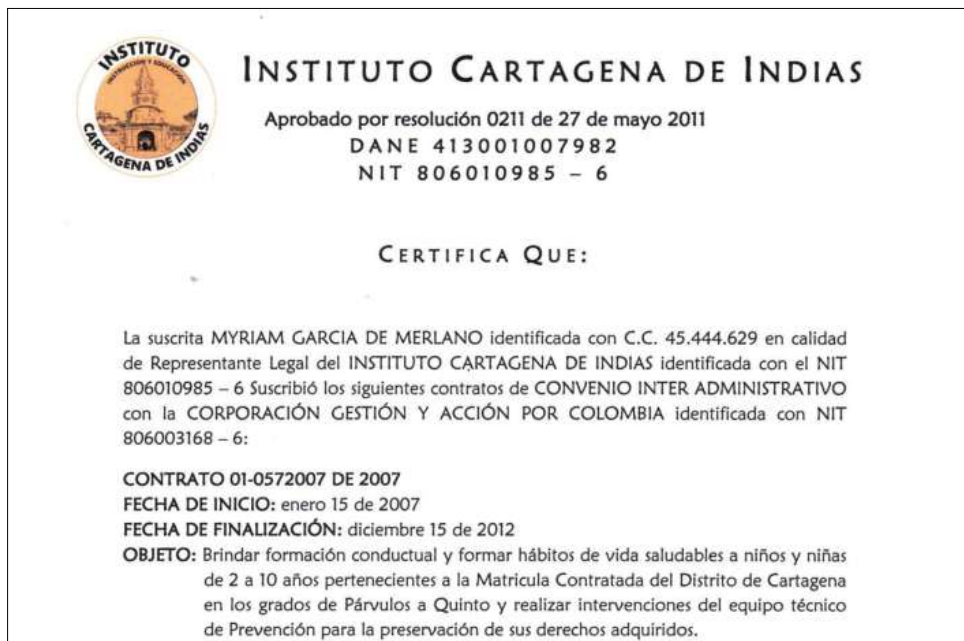 INSTITUTO
INSTRUCCIÓN Y EDUCACIÓN
CARTAGENA DE INDIAS
INSTITUTO CARTAGENA DE INDIAS
Aprobado por resolución 0211 de 27 de mayo 2011
DANE 413001007982
NIT 806010985 – 6
CERTIFICA QUE:
La suscrita MYRIAM GARCIA DE MERLANO identificada con C.C. 45.444.629 en calidad
de Representante Legal del INSTITUTO CARTAGENA DE INDIAS identificada con el NIT
806010985 – 6 Suscribió los siguientes contratos de CONVENIO INTER ADMINISTRATIVO
con la CORPORACIÓN GESTIÓN Y ACCIÓN POR COLOMBIA identificada con NIT
806003168 – 6:
CONTRATO 01-0572007 DE 2007
FECHA DE INICIO: enero 15 de 2007
FECHA DE FINALIZACIÓN: diciembre 15 de 2012
OBJETO: Brindar formación conductual y formar hábitos de vida saludables a niños y niñas
de 2 a 10 años pertenecientes a la Matricula Contratada del Distrito de Cartagena
en los grados de Párvulos a Quinto y realizar intervenciones del equipo técnico
de Prevención para la preservación de sus derechos adquiridos.